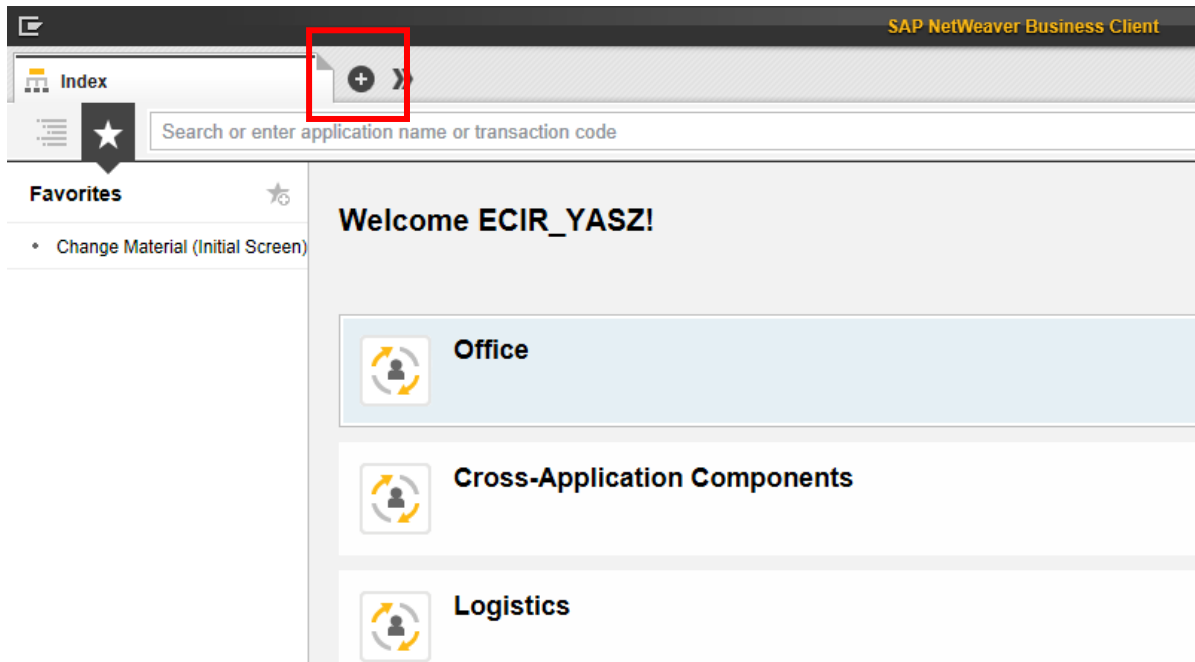 SAP NetWeaver Business Client
Index
Search or enter application name or transaction code
Favorites
Change Material (Initial Screen)
Welcome ECIR_YASZ!
Office
Cross-Application Components
Logistics